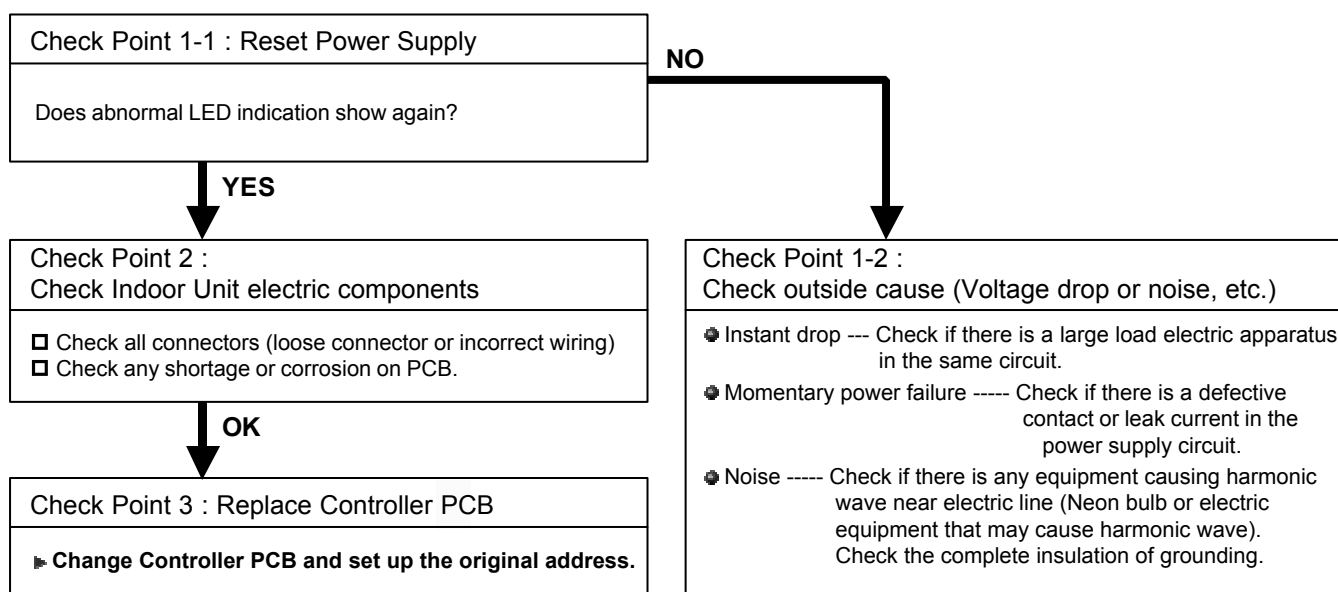 Check Point 1-1 : Reset Power Supply
Does abnormal LED indication show again?
NO
YES
Check Point 2 :
Check Indoor Unit electric components
Check all connectors (loose connector or incorrect wiring)
Check any shortage or corrosion on PCB.
OK
Check Point 3 : Replace Controller PCB
Change Controller PCB and set up the original address.
Check Point 1-2 :
Check outside cause (Voltage drop or noise, etc.)
Instant drop --- Check if there is a large load electric apparatus
in the same circuit.
Momentary power failure ----- Check if there is a defective
contact or leak current in the
power supply circuit.
Noise ----- Check if there is any equipment causing harmonic
wave near electric line (Neon bulb or electric
equipment that may cause harmonic wave).
Check the complete insulation of grounding.